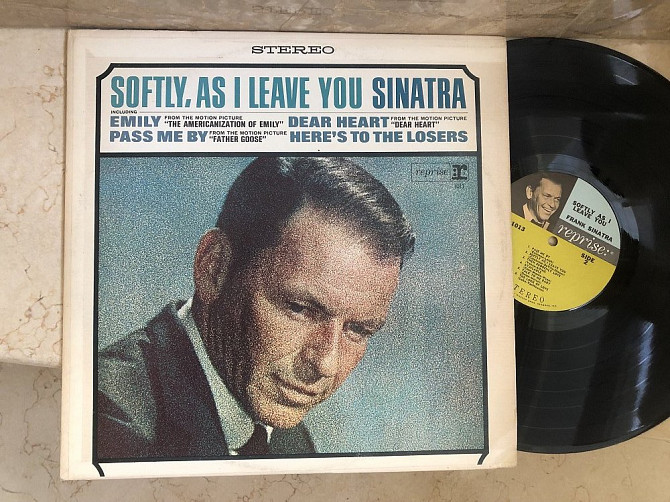 STEREO
SOFTLY, AS I LEAVE YOU SINATRA
INCLUDING
EMILY FROM THE MOTION PICTURE "THE AMERICANIZATION OF EMILY" DEAR HEART FROM THE MOTION PICTURE "DEAR HEART"
PASS ME BY FROM THE MOTION PICTURE "FATHER GOOSE" HERE'S TO THE LOSERS
reprise
SOFTLY AS I
LEAVE YOU
FRANK SINATRA
1013
reprise:
SIDE
2
STEREO